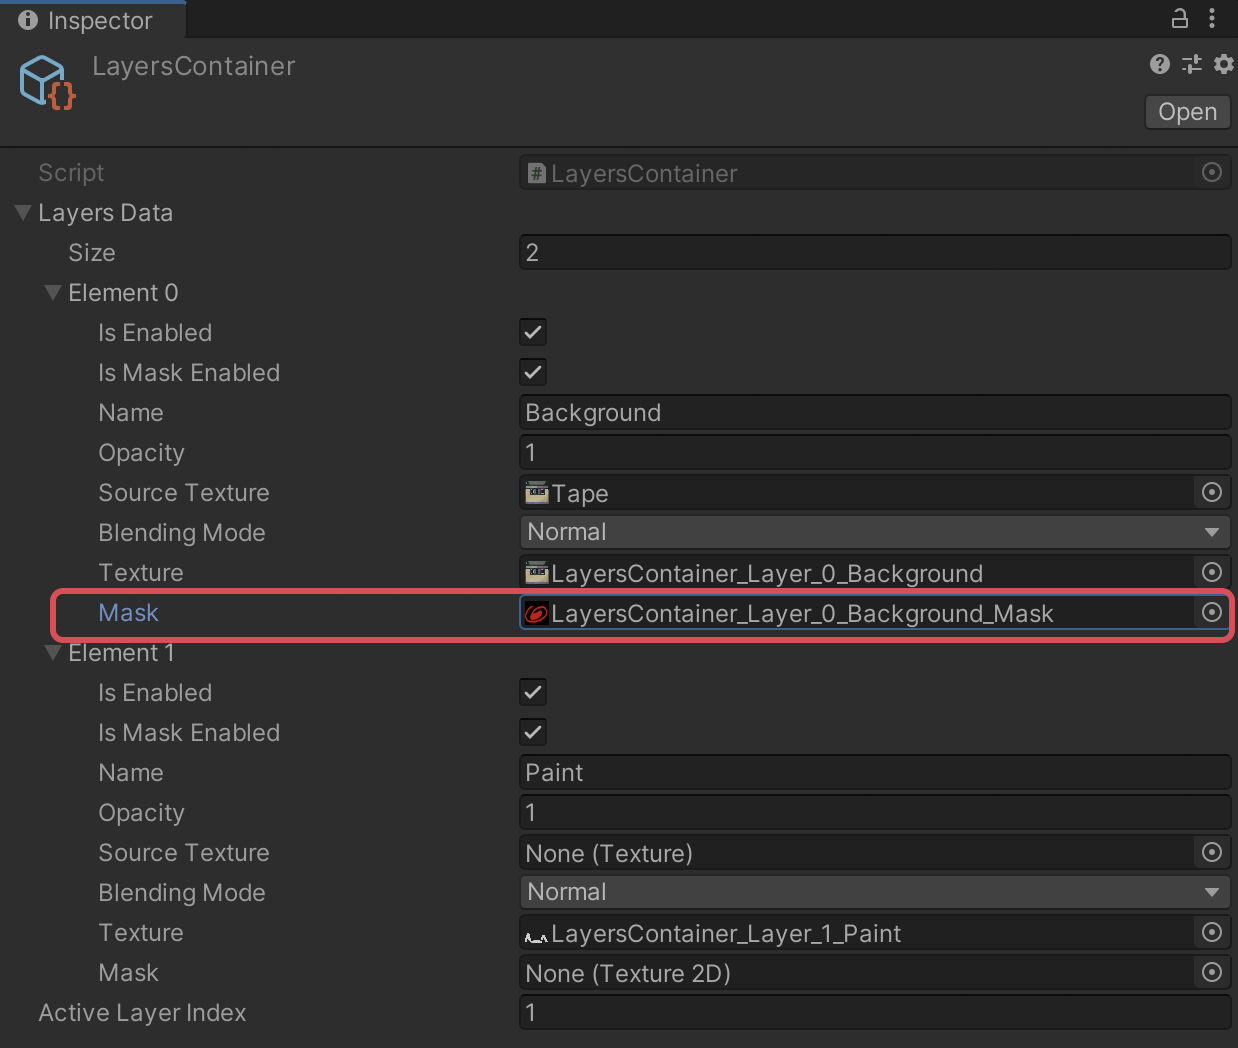 Inspector
LayersContainer
Open
Script LayersContainer
Layers Data
Size 2
Element 0
Is Enabled
Is Mask Enabled
Name Background
Opacity 1
Source Texture Tape
Blending Mode Normal
Texture LayersContainer_Layer_0_Background
Mask LayersContainer_Layer_0_Background_Mask
Element 1
Is Enabled
Is Mask Enabled
Name Paint
Opacity 1
Source Texture None (Texture)
Blending Mode Normal
Texture LayersContainer_Layer_1_Paint
Mask None (Texture 2D)
Active Layer Index 1